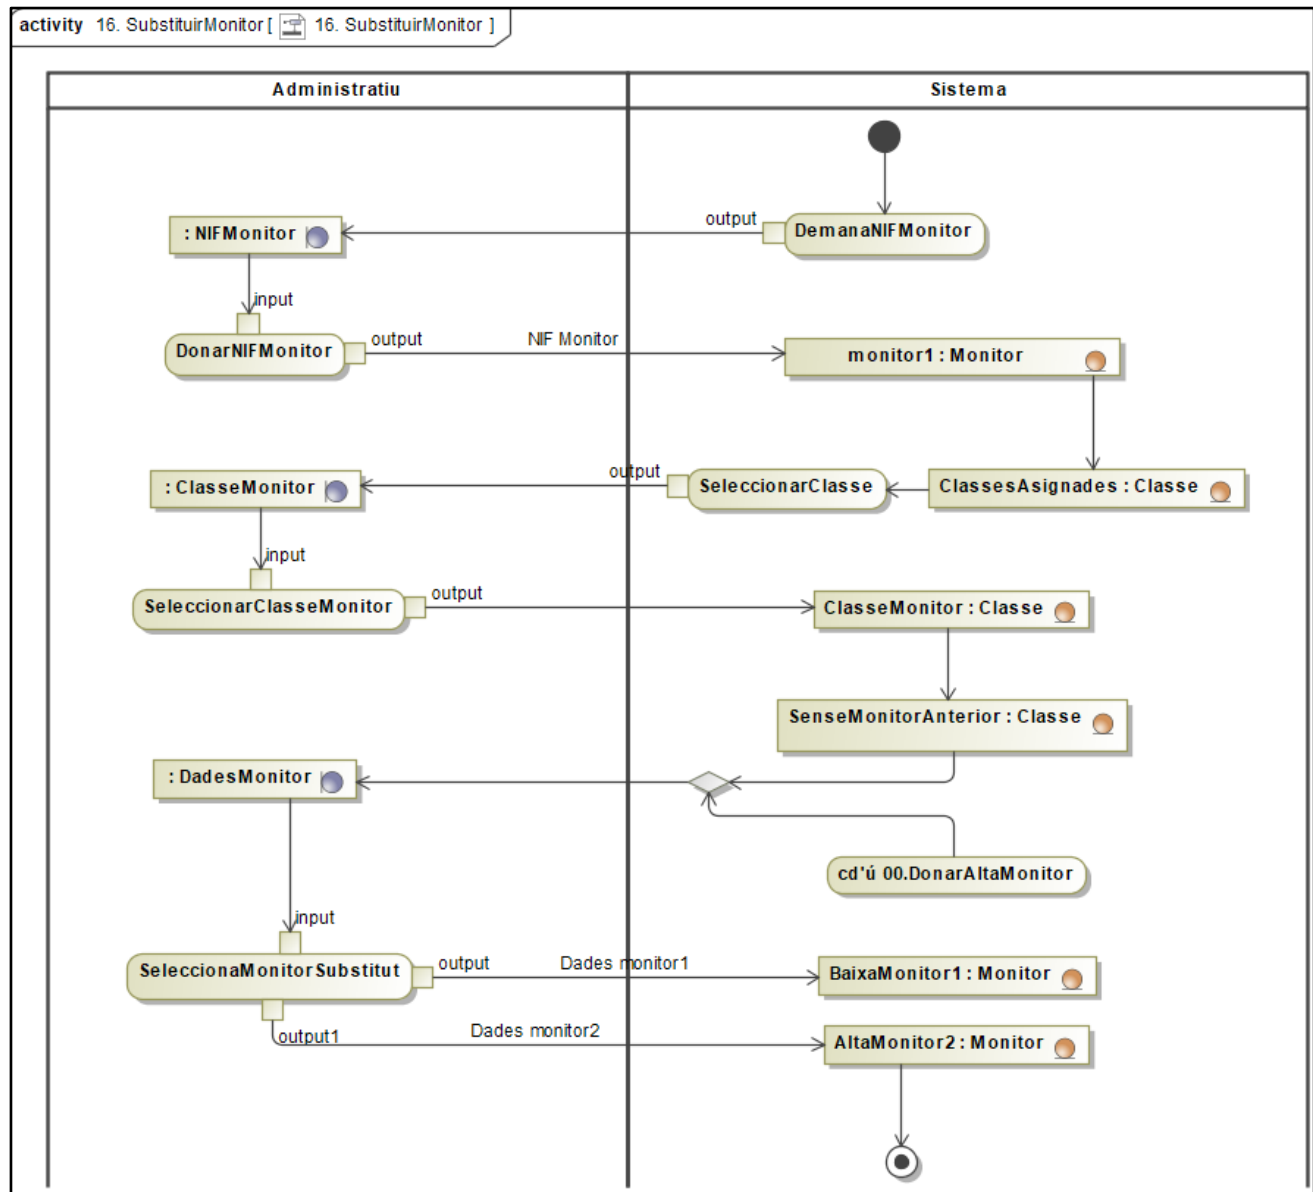 activity 16. SubstituirMonitor [ 16. SubstituirMonitor ]
Administratiu
Sistema
output
DemanaNIFMonitor
: NIFMonitor
input
DonarNIFMonitor
output
NIF Monitor
monitor1 : Monitor
: ClasseMonitor
output
SeleccionarClasse
ClassesAsignades : Classe
input
SeleccionarClasseMonitor
output
ClasseMonitor : Classe
SenseMonitorAnterior : Classe
: DadesMonitor
cd'ú 00.DonarAltaMonitor
input
SeleccionaMonitorSubstitut
output
Dades monitor1
BaixaMonitor1 : Monitor
output1
Dades monitor2
AltaMonitor2 : Monitor